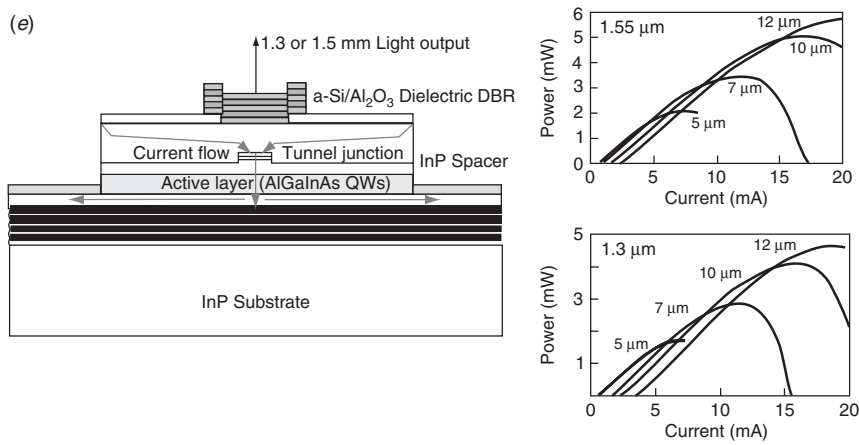 (e)
1.3 or 1.5 mm Light output
a-Si/Al₂O₃ Dielectric DBR
Current flow
Tunnel junction
InP Spacer
Active layer (AlGaInAs QWs)
InP Substrate
1.55 μm
12 μm
10 μm
7 μm
5 μm
Power (mW)
6
5
4
3
2
1
0
0 5 10 15 20
Current (mA)
1.3 μm
12 μm
10 μm
7 μm
5 μm
Power (mW)
5
3
1
0 5 10 15 20
Current (mA)